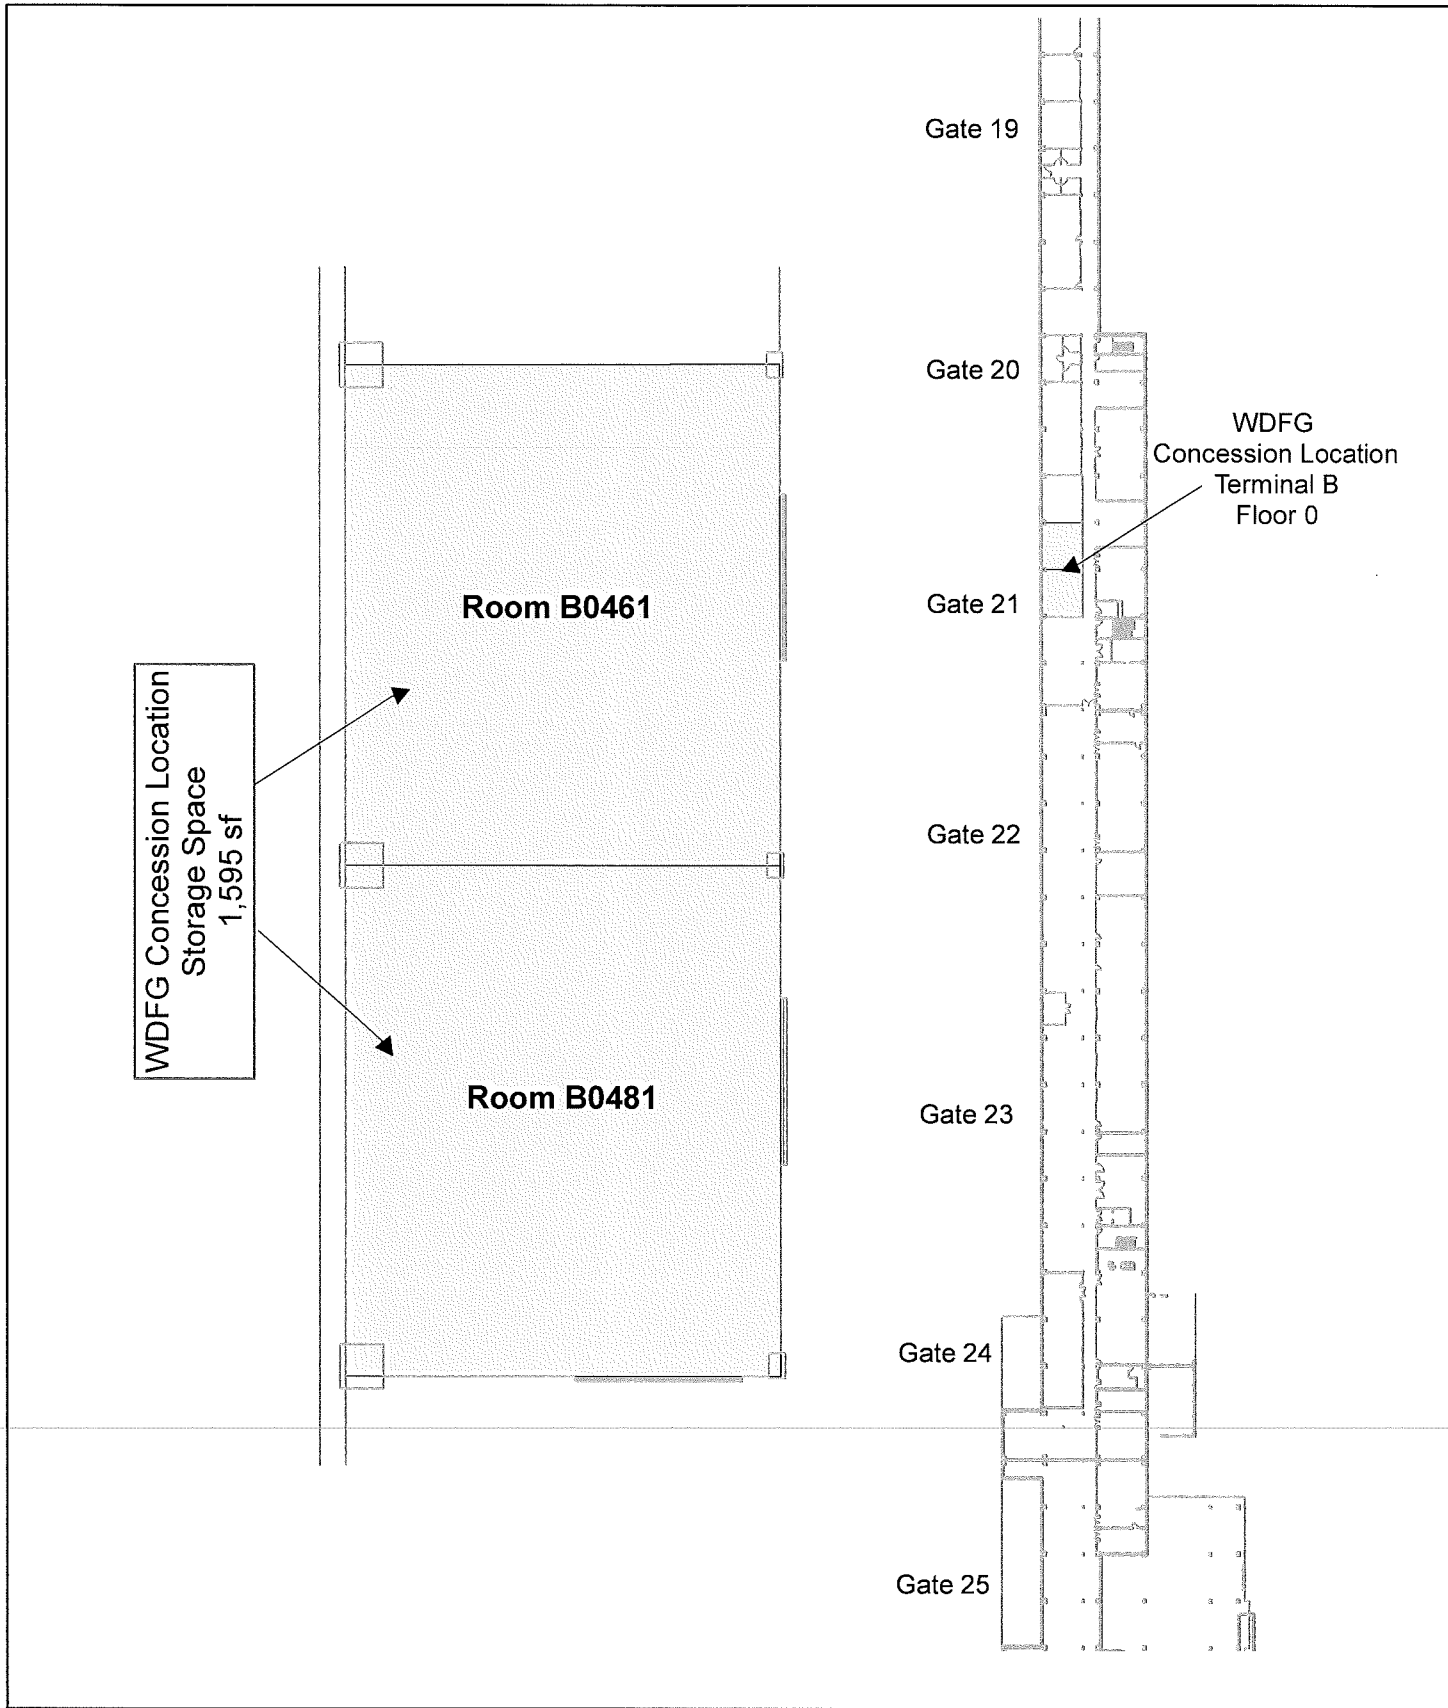 Gate 19
Gate 20
WDFG
Concession Location
Terminal B
Floor 0
Gate 21
Room B0461
WDFG Concession Location
Storage Space
1,595 sf
Gate 22
Room B0481
Gate 23
Gate 24
Gate 25